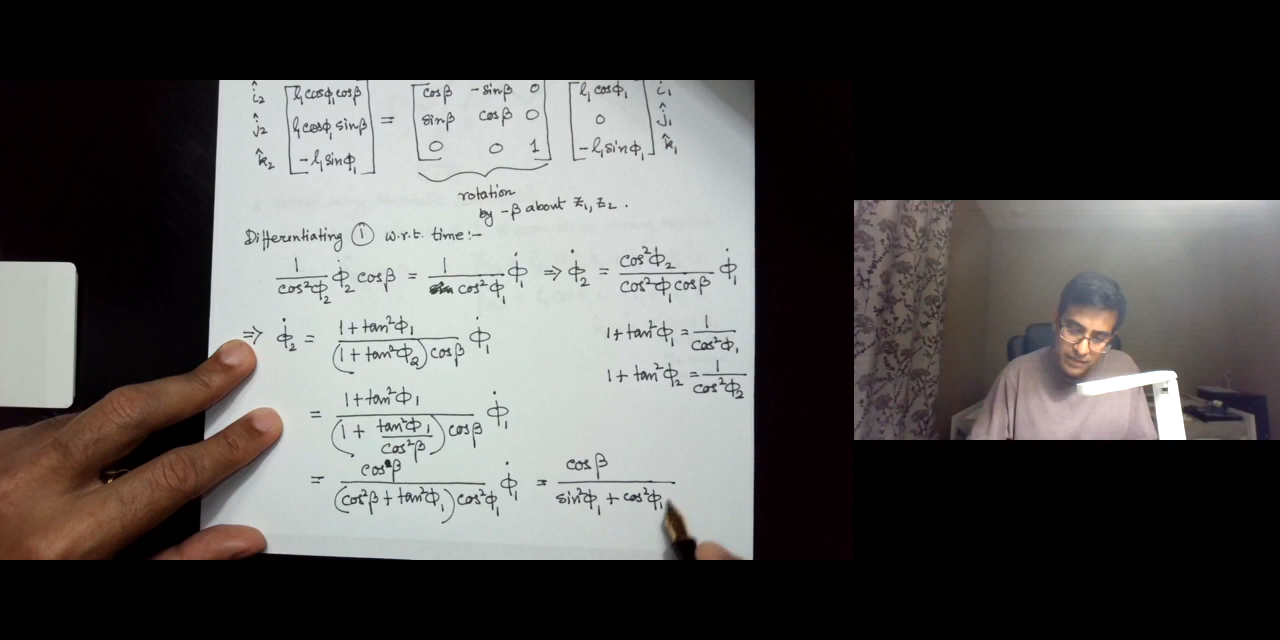 î₂ [l₁cosϕ₁cosβ] = [cosβ -sinβ 0] [l₁cosϕ₁] î₁
ĵ₂ [l₁cosϕ₁sinβ] [sinβ cosβ 0] [0] ĵ₁
k̂₂ [-l₁sinϕ₁] [0 0 1] [-l₁sinϕ₁] k̂₁
rotation
by -β about z₁, z₂.
Differentiating ① w.r.t. time:-
1/cos²ϕ₂ ϕ̇₂ cosβ = 1/cos²ϕ₁ ϕ̇₁ ⇒ ϕ̇₂ = cos²ϕ₂/(cos²ϕ₁cosβ) ϕ̇₁
⇒ ϕ̇₂ = (1+tan²ϕ₁)/((1+tan²ϕ₂)cosβ) ϕ̇₁
1+tan²ϕ₁ = 1/cos²ϕ₁
1+tan²ϕ₂ = 1/cos²ϕ₂
= (1+tan²ϕ₁)/((1+tan²ϕ₁/cos²β)cosβ) ϕ̇₁
= cosβ/((cos²β+tan²ϕ₁)cos²ϕ₁) ϕ̇₁ = cosβ/(sin²ϕ₁+cos²ϕ₁